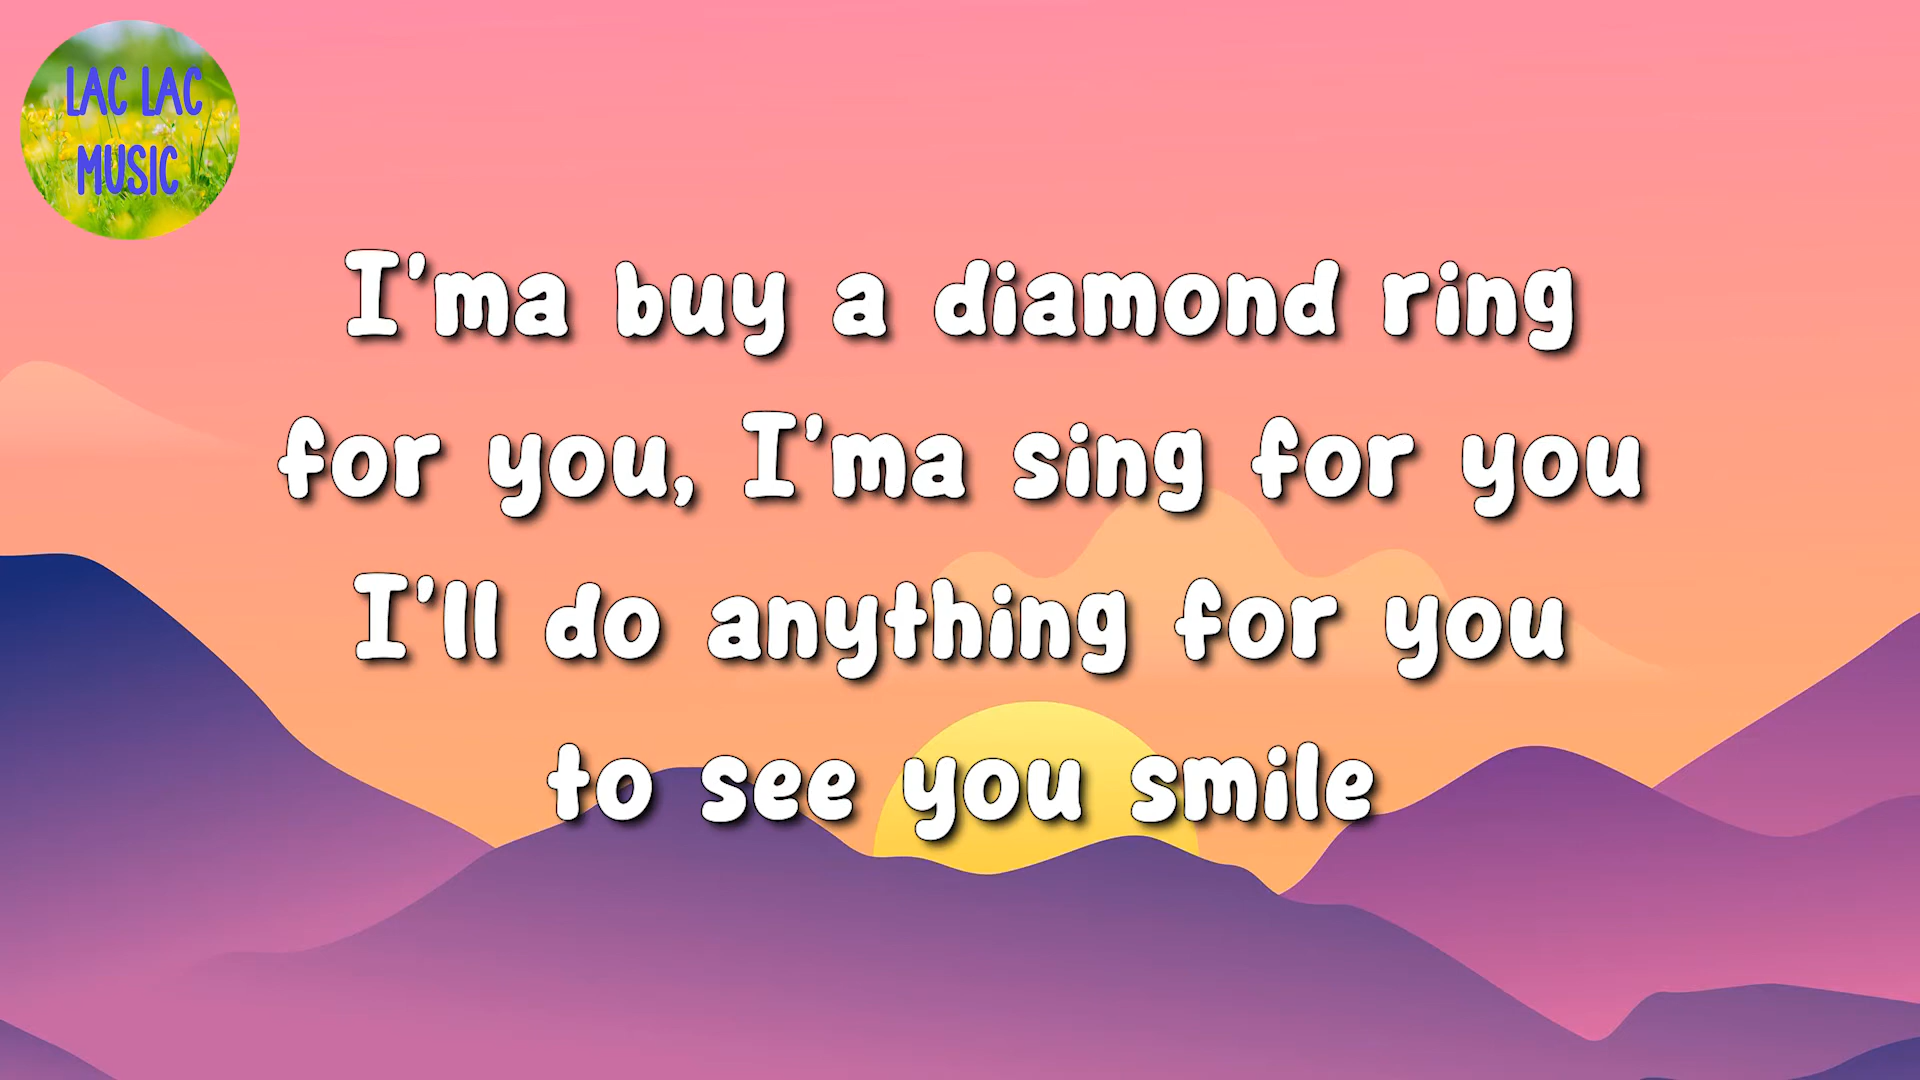 LAC LAC
MUSIC
I'ma buy a diamond ring
for you, I'ma sing for you
I'll do anything for you
to see you smile